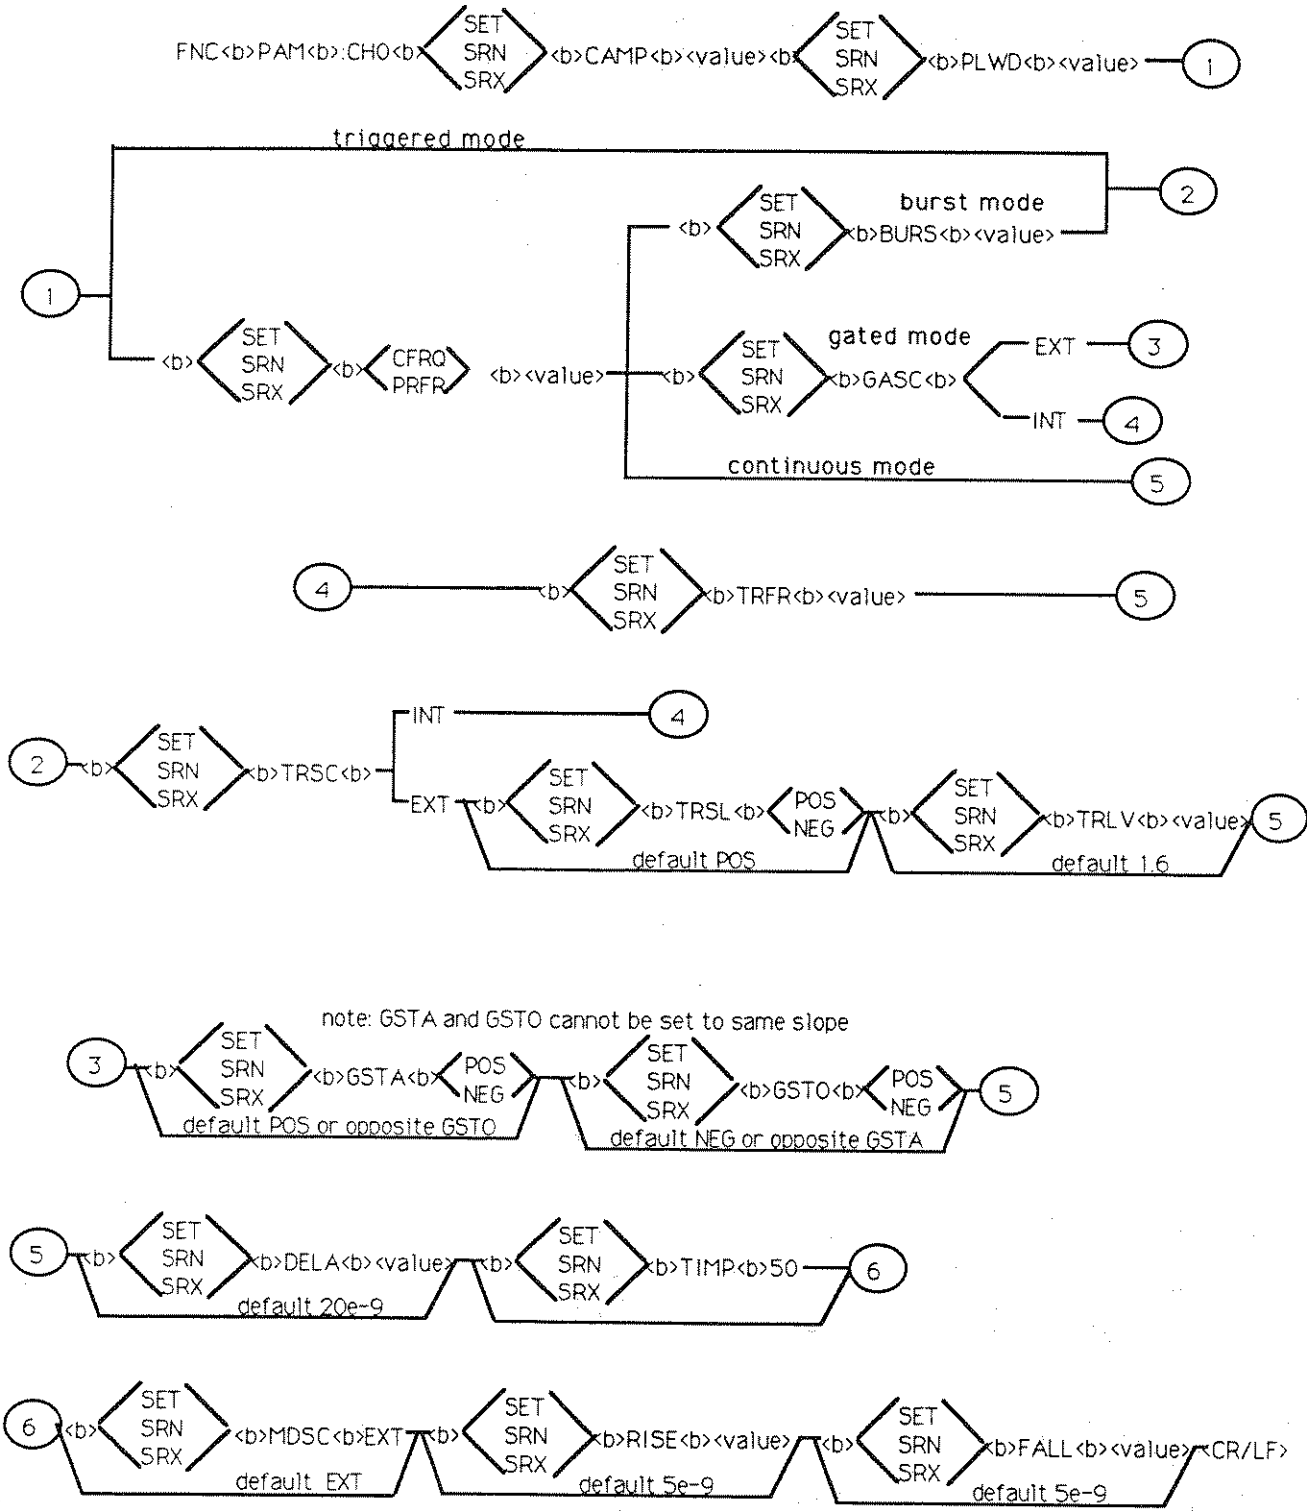 SET SET
FNC<b>PAM<b>:CH0<b> SRN <b>CAMP<b><value><b> SRN <b>PLWD<b><value> 1
SRX SRX
triggered mode
2
SET burst mode
<b> SRN <b>BURS<b><value>
SRX
1
SET gated mode EXT 3
SET CFRQ
<b> SRN <b> PRFR <b><value> <b> SRN <b>GASC<b>
SRX SRX
INT 4
continuous mode
5
SET
4 <b> SRN <b>TRFR<b><value> 5
SRX
INT 4
SET
2 <b> SRN <b>TRSC<b>
SRX
SET POS SET
EXT <b> SRN <b>TRSL<b> NEG <b> SRN <b>TRLV<b><value> 5
SRX SRX
default POS default 1.6
note: GSTA and GSTO cannot be set to same slope
SET SET
3 <b> SRN <b>GSTA<b> POS <b> SRN <b>GSTO<b> POS 5
SRX NEG SRX NEG
default POS or opposite GSTO default NEG or opposite GSTA
SET SET
5 <b> SRN <b>DELA<b><value> <b> SRN <b>TIMP<b>50 6
SRX SRX
default 20e-9
SET SET SET
6 <b> SRN <b>MDSC<b>EXT <b> SRN <b>RISE<b><value> <b> SRN <b>FALL<b><value> <CR/LF>
SRX SRX SRX
default EXT default 5e-9 default 5e-9